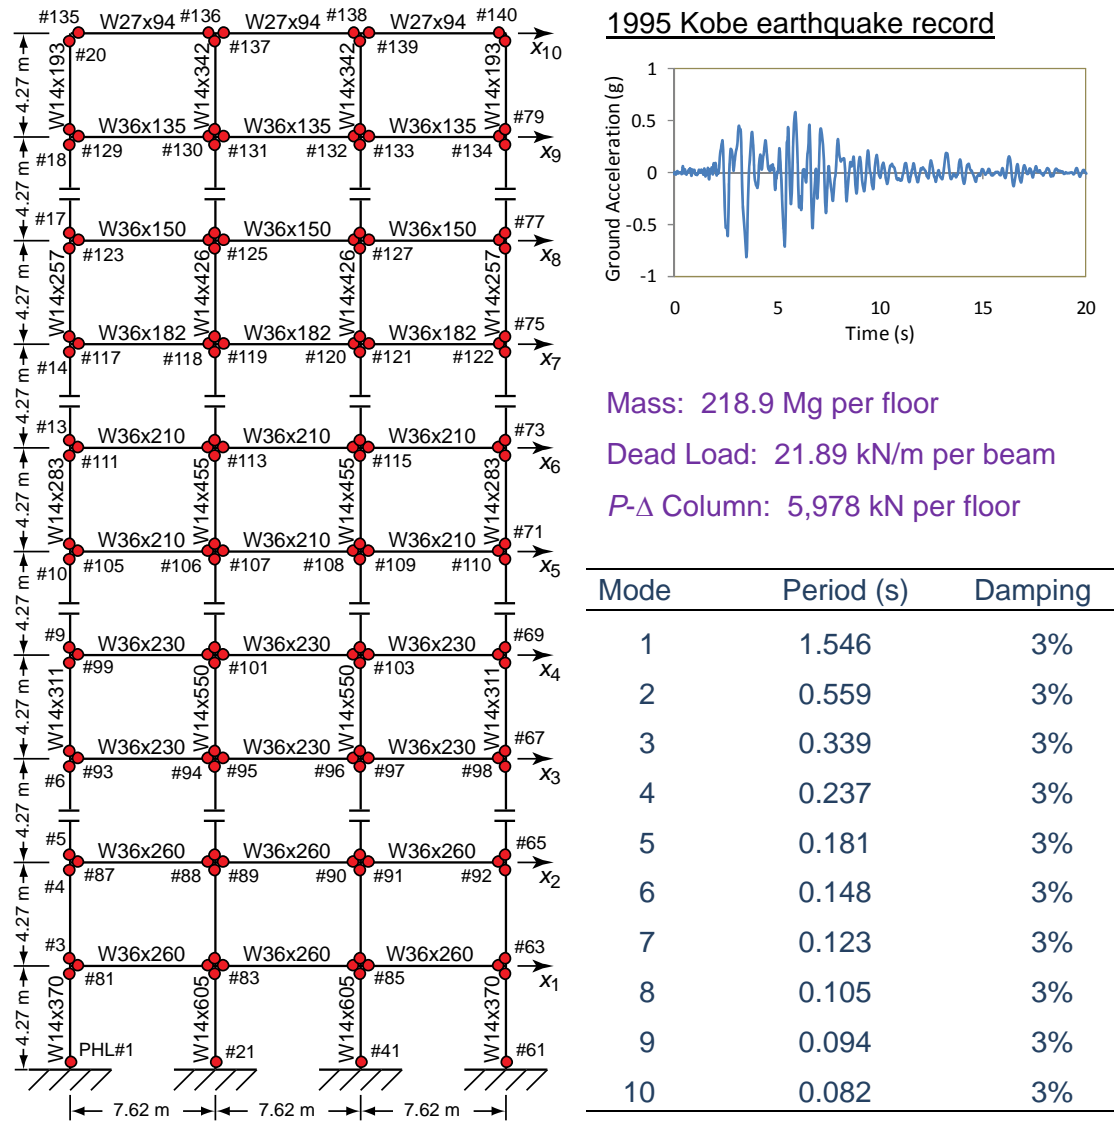 #135 W27x94 #136 #138 #140
#20 #137 #139 x10
4.27 m W14x193 W14x342 W14x342 W14x193
W36x135 W36x135 W36x135 #79
#18 #129 #130 #131 #132 #133 #134 x9
4.27 m
#17 W36x150 W36x150 W36x150 #77
#123 #125 #127 x8
4.27 m W14x257 W14x426 W14x426 W14x257
W36x182 W36x182 W36x182 #75
#14 #117 #118 #119 #120 #121 #122 x7
4.27 m
#13 W36x210 W36x210 W36x210 #73
#111 #113 #115 x6
4.27 m W14x283 W14x455 W14x455 W14x283
W36x210 W36x210 W36x210 #71
#10 #105 #106 #107 #108 #109 #110 x5
4.27 m
#9 W36x230 W36x230 W36x230 #69
#99 #101 #103 x4
4.27 m W14x311 W14x550 W14x550 W14x311
W36x230 W36x230 W36x230 #67
#6 #93 #94 #95 #96 #97 #98 x3
4.27 m
#5 W36x260 W36x260 W36x260 #65
#4 #87 #88 #89 #90 #91 #92 x2
4.27 m
#3 W36x260 W36x260 W36x260 #63
#81 #83 #85 x1
4.27 m W14x370 W14x605 W14x605 W14x370
PHL#1 #21 #41 #61
7.62 m 7.62 m 7.62 m
1995 Kobe earthquake record
Ground Acceleration (g)
1
0.5
0
-0.5
-1
0 5 10 15 20
Time (s)
Mass: 218.9 Mg per floor
Dead Load: 21.89 kN/m per beam
P-Δ Column: 5,978 kN per floor
Mode Period (s) Damping
1 1.546 3%
2 0.559 3%
3 0.339 3%
4 0.237 3%
5 0.181 3%
6 0.148 3%
7 0.123 3%
8 0.105 3%
9 0.094 3%
10 0.082 3%